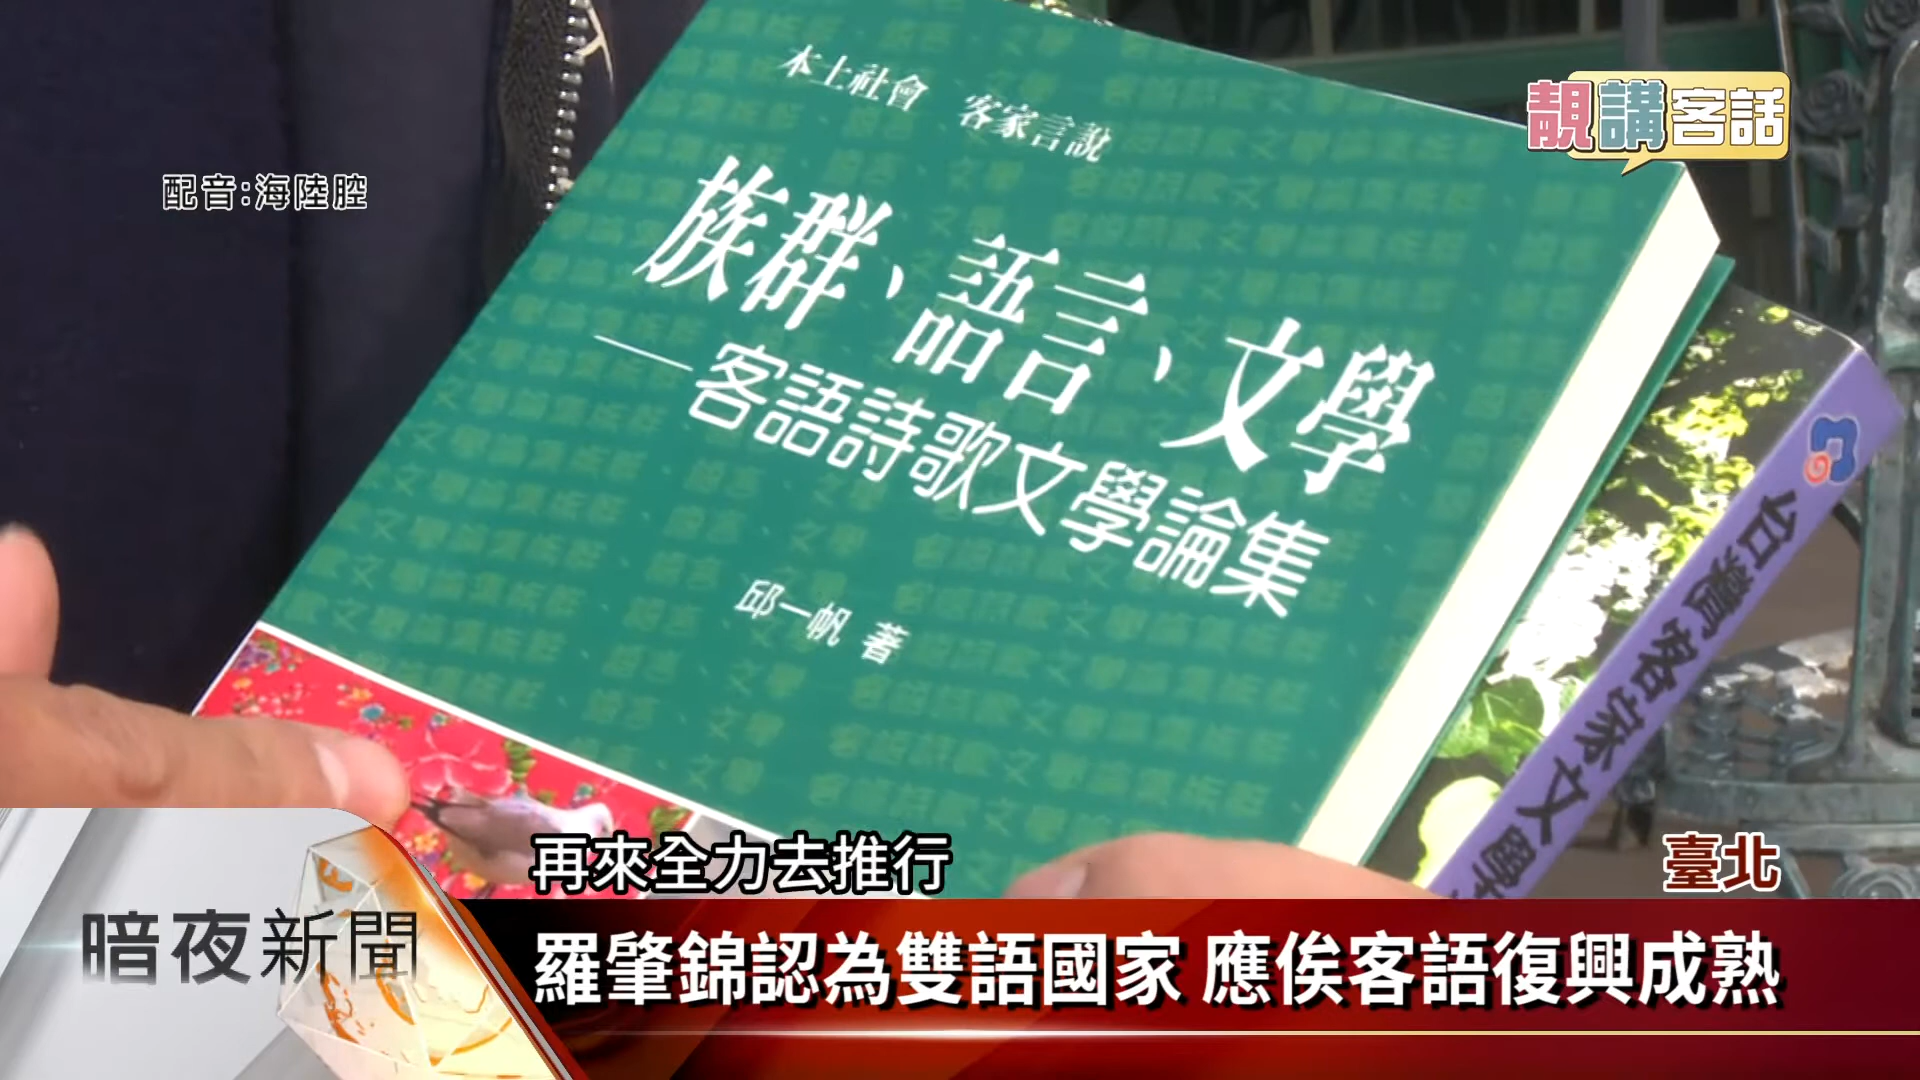 靚講客話
配音:海陸腔
本土社會 客家言說
族群、語言、文學
—客語詩歌文學論集
邱一帆 著
台灣客家文學
再來全力去推行
臺北
暗夜新聞
羅肇錦認為雙語國家 應俟客語復興成熟